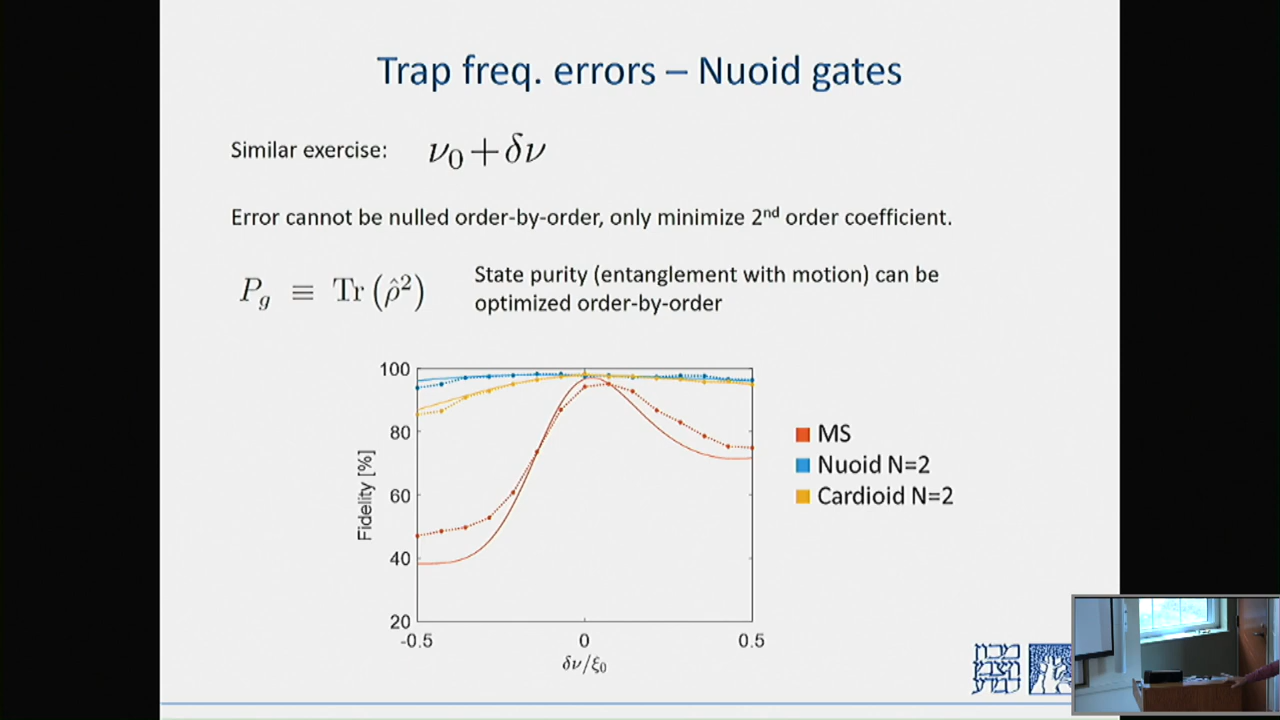 Trap freq. errors – Nuoid gates
Similar exercise: ν₀ + δν
Error cannot be nulled order-by-order, only minimize 2nd order coefficient.
P_g ≡ Tr(ρ̂²)
State purity (entanglement with motion) can be
optimized order-by-order
100
80
60
40
20
Fidelity [%]
-0.5 0 0.5
δν/ξ₀
MS
Nuoid N=2
Cardioid N=2